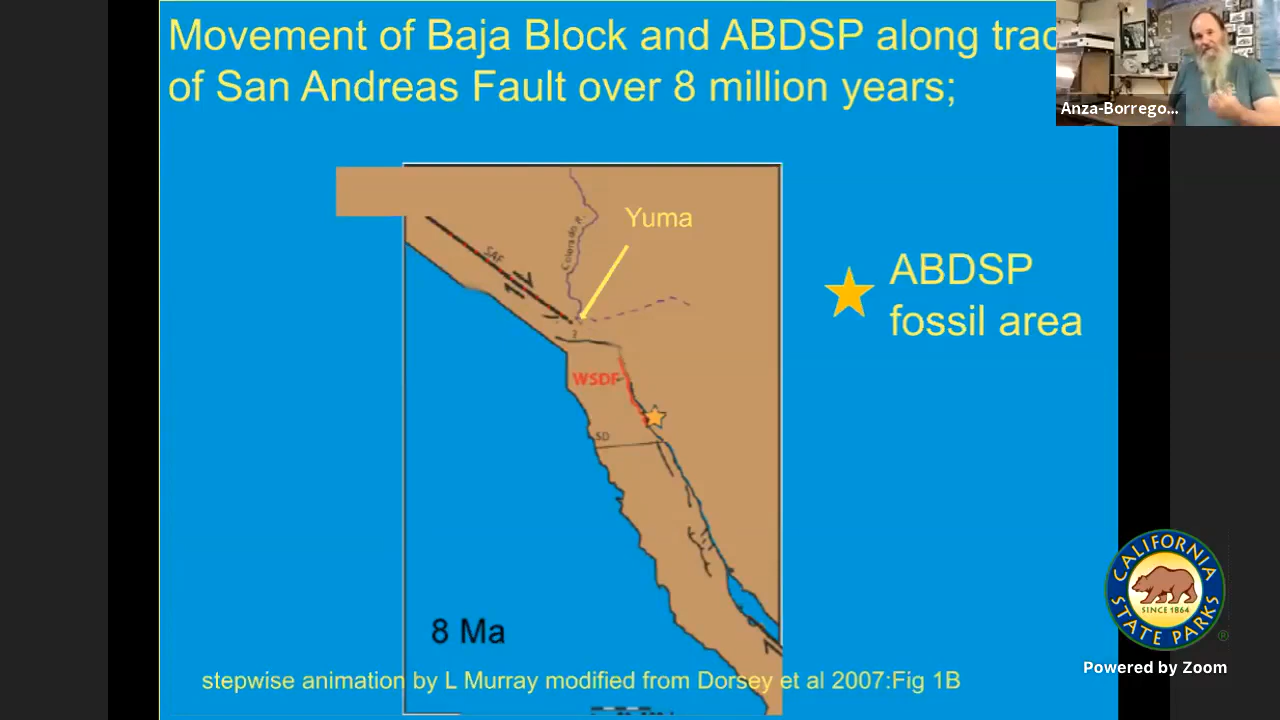 Movement of Baja Block and ABDSP along trac
of San Andreas Fault over 8 million years;
Anza-Borrego...
Yuma
SAF
Colorado R.
ABDSP
fossil area
?
WSDF
SD
8 Ma
stepwise animation by L Murray modified from Dorsey et al 2007:Fig 1B
CALIFORNIA
SINCE 1864
STATE PARKS
®
Powered by Zoom